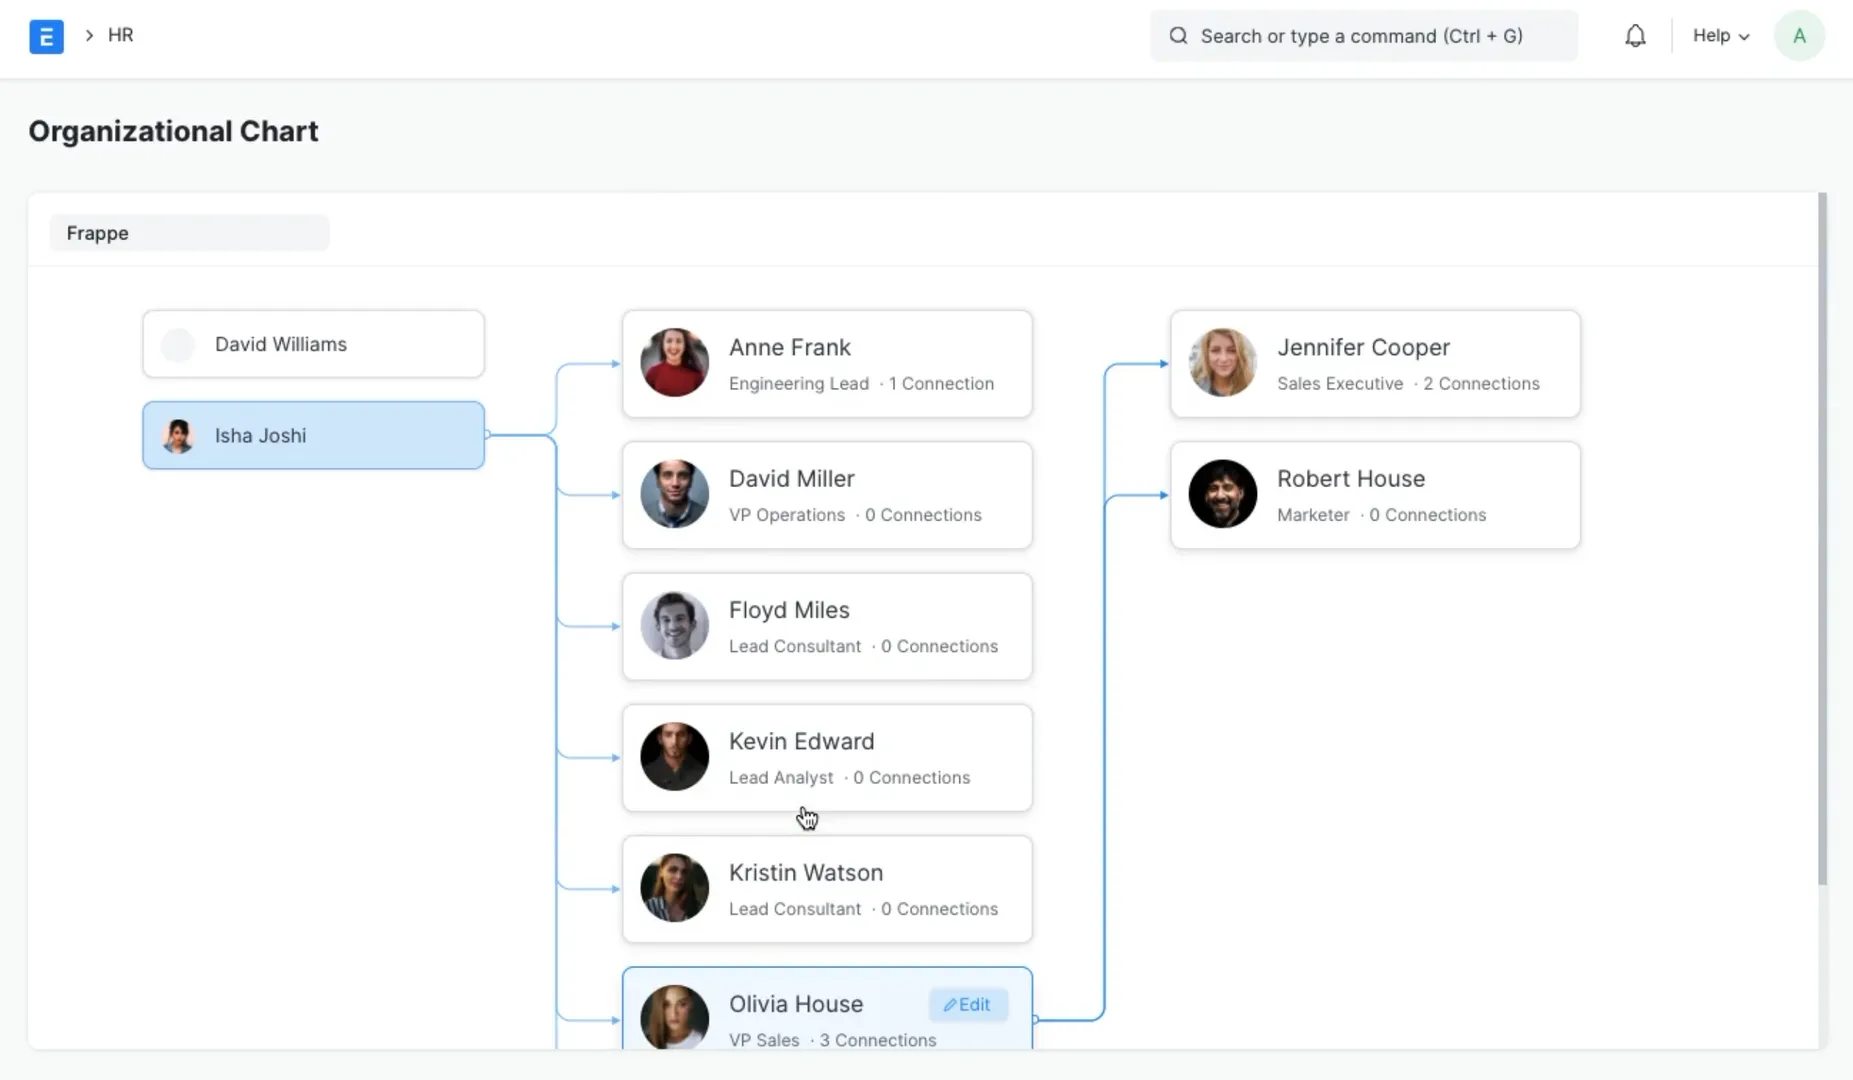 E
HR
Search or type a command (Ctrl + G)
Help
A
Organizational Chart
Frappe
David Williams
Isha Joshi
Anne Frank
Engineering Lead · 1 Connection
David Miller
VP Operations · 0 Connections
Floyd Miles
Lead Consultant · 0 Connections
Kevin Edward
Lead Analyst · 0 Connections
Kristin Watson
Lead Consultant · 0 Connections
Olivia House
Edit
VP Sales · 3 Connections
Jennifer Cooper
Sales Executive · 2 Connections
Robert House
Marketer · 0 Connections